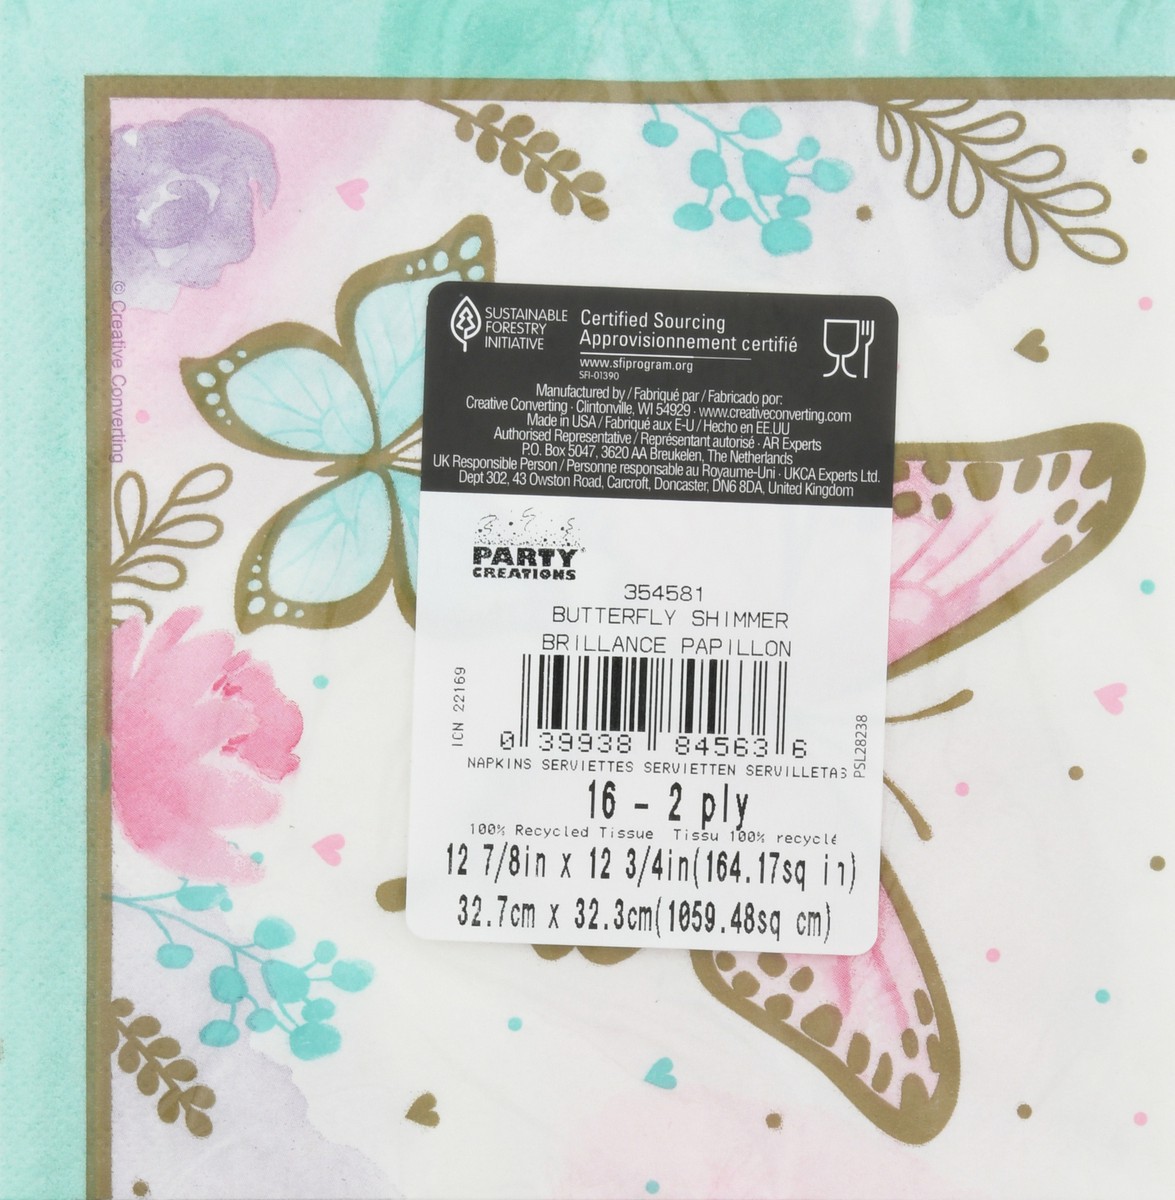 © Creative Converting
SUSTAINABLE
FORESTRY
INITIATIVE
Certified Sourcing
Approvisionnement certifié
www.sfiprogram.org
SFI-01390
Manufactured by / Fabriqué par / Fabricado por:
Creative Converting · Clintonville, WI 54929 · www.creativeconverting.com
Made in USA / Fabriqué aux E-U / Hecho en EE.UU
Authorised Representative / Représentant autorisé · AR Experts
P.O. Box 5047, 3620 AA Breukelen, The Netherlands
UK Responsible Person / Personne responsable au Royaume-Uni · UKCA Experts Ltd.
Dept 302, 43 Owston Road, Carcroft, Doncaster, DN6 8DA, United Kingdom
PARTY
CREATIONS
354581
BUTTERFLY SHIMMER
BRILLANCE PAPILLON
ICN 22169
0 39938 84563 6
PSL28238
NAPKINS SERVIETTES SERVIETTEN SERVILLETAS
16 - 2 ply
100% Recycled Tissue Tissu 100% recyclé
12 7/8in x 12 3/4in(164.17sq in)
32.7cm x 32.3cm(1059.48sq cm)